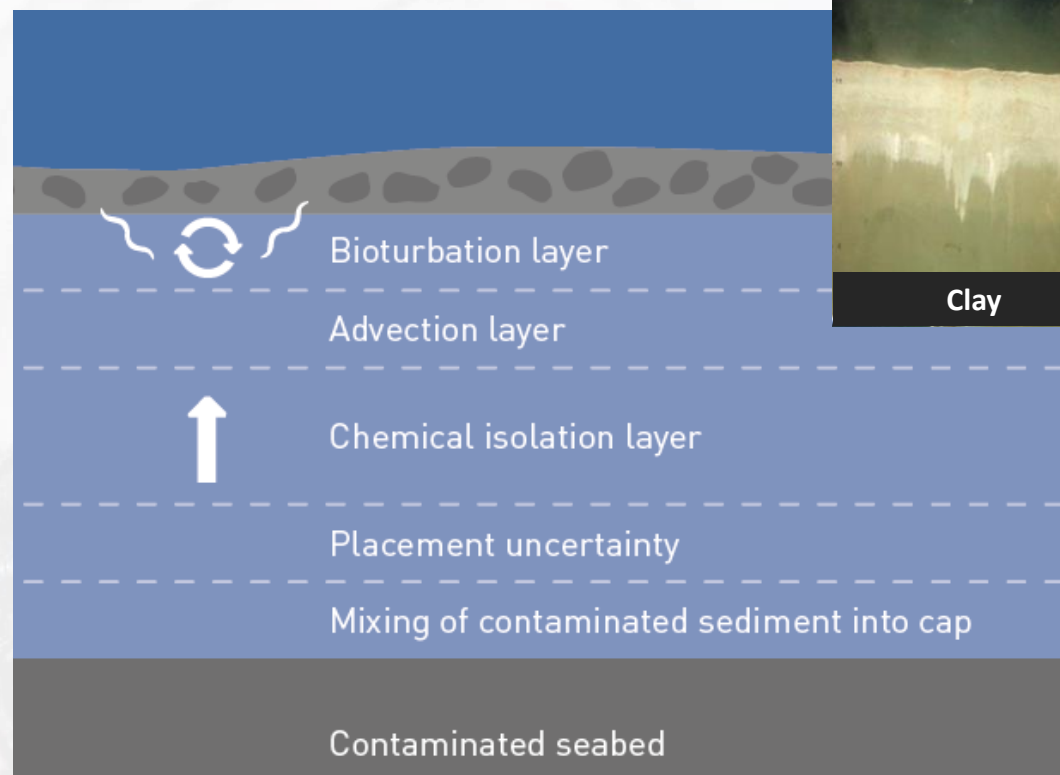 Bioturbation layer
Advection layer
Chemical isolation layer
Placement uncertainty
Mixing of contaminated sediment into cap
Contaminated seabed
Clay